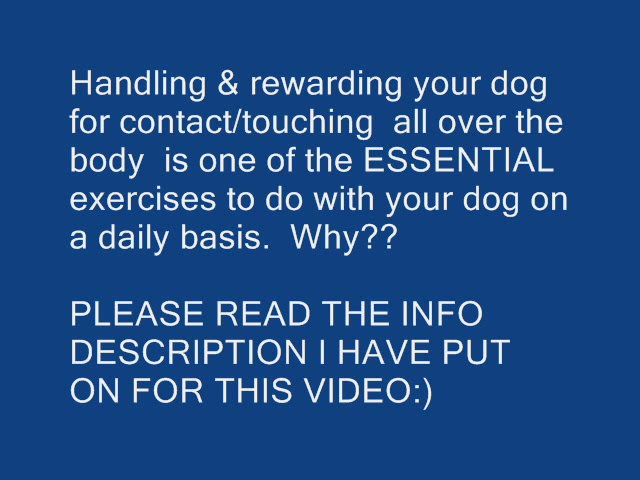 Handling & rewarding your dog
for contact/touching  all over the
body  is one of the ESSENTIAL
exercises to do with your dog on
a daily basis.  Why??
PLEASE READ THE INFO
DESCRIPTION I HAVE PUT
ON FOR THIS VIDEO:)